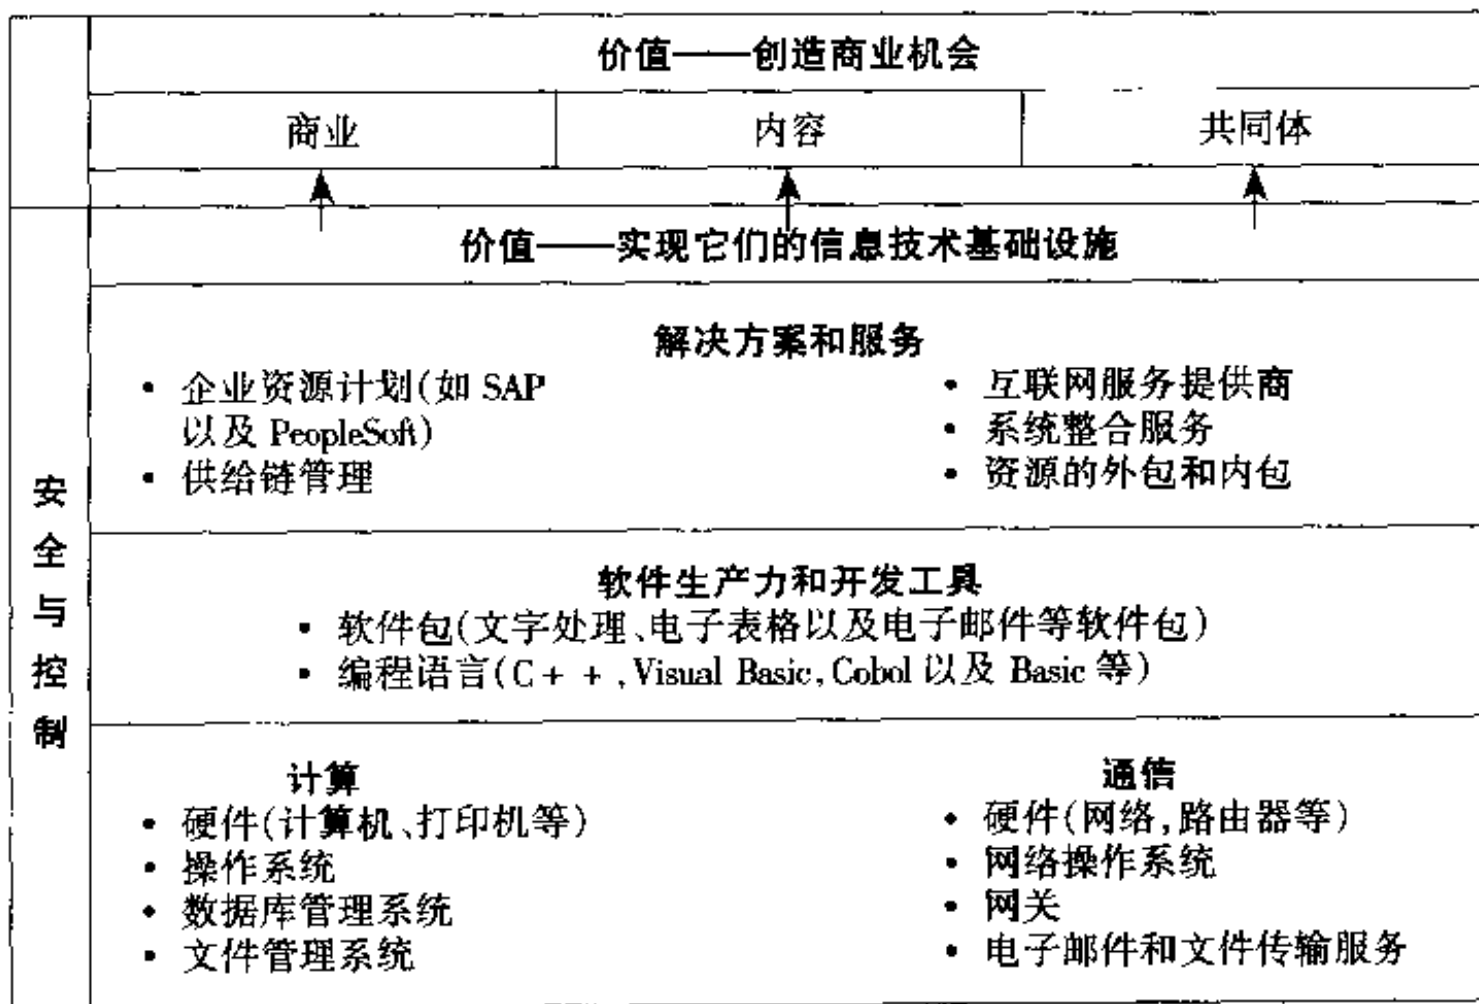 价值——创造商业机会
商业 内容 共同体
价值——实现它们的信息技术基础设施
解决方案和服务
• 企业资源计划(如 SAP
以及 PeopleSoft)
• 供给链管理
• 互联网服务提供商
• 系统整合服务
• 资源的外包和内包
软件生产力和开发工具
• 软件包(文字处理、电子表格以及电子邮件等软件包)
• 编程语言(C++,Visual Basic,Cobol 以及 Basic 等)
计算
• 硬件(计算机、打印机等)
• 操作系统
• 数据库管理系统
• 文件管理系统
通信
• 硬件(网络,路由器等)
• 网络操作系统
• 网关
• 电子邮件和文件传输服务
安全与控制